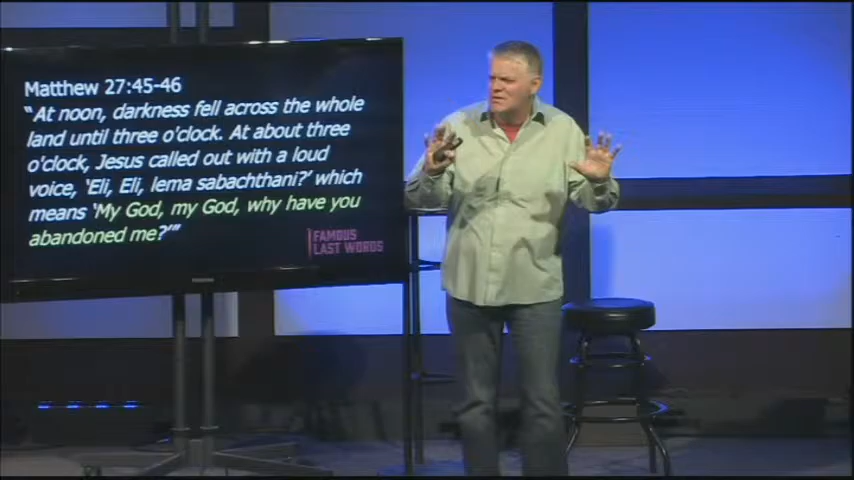 Matthew 27:45-46
“At noon, darkness fell across the whole
land until three o'clock. At about three
o'clock, Jesus called out with a loud
voice, ‘Eli, Eli, lema sabachthani?’ which
means ‘My God, my God, why have you
abandoned me?’”
FAMOUS
LAST WORDS